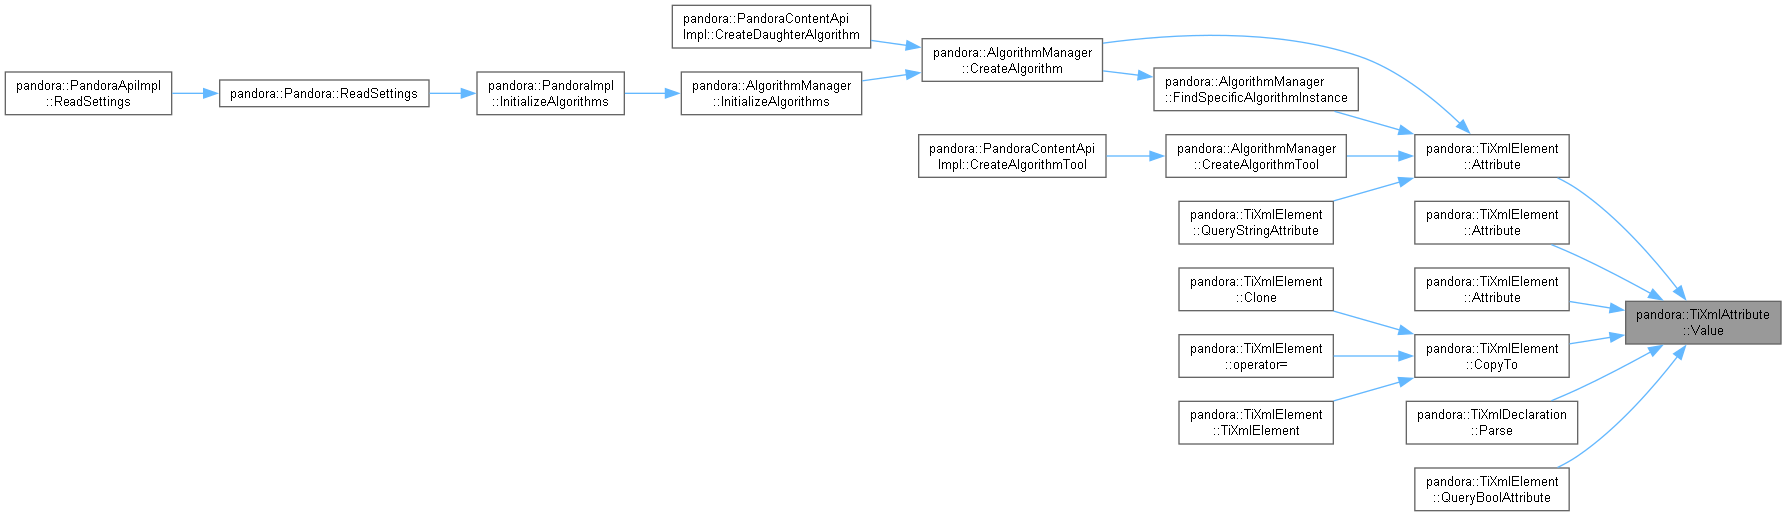 pandora::PandoraContentApi
Impl::CreateDaughterAlgorithm
pandora::AlgorithmManager
::CreateAlgorithm
pandora::PandoraApiImpl
::ReadSettings
pandora::Pandora::ReadSettings
pandora::PandoraImpl
::InitializeAlgorithms
pandora::AlgorithmManager
::InitializeAlgorithms
pandora::AlgorithmManager
::FindSpecificAlgorithmInstance
pandora::PandoraContentApi
Impl::CreateAlgorithmTool
pandora::AlgorithmManager
::CreateAlgorithmTool
pandora::TiXmlElement
::Attribute
pandora::TiXmlElement
::QueryStringAttribute
pandora::TiXmlElement
::Attribute
pandora::TiXmlElement
::Clone
pandora::TiXmlElement
::Attribute
pandora::TiXmlAttribute
::Value
pandora::TiXmlElement
::operator=
pandora::TiXmlElement
::CopyTo
pandora::TiXmlElement
::TiXmlElement
pandora::TiXmlDeclaration
::Parse
pandora::TiXmlElement
::QueryBoolAttribute